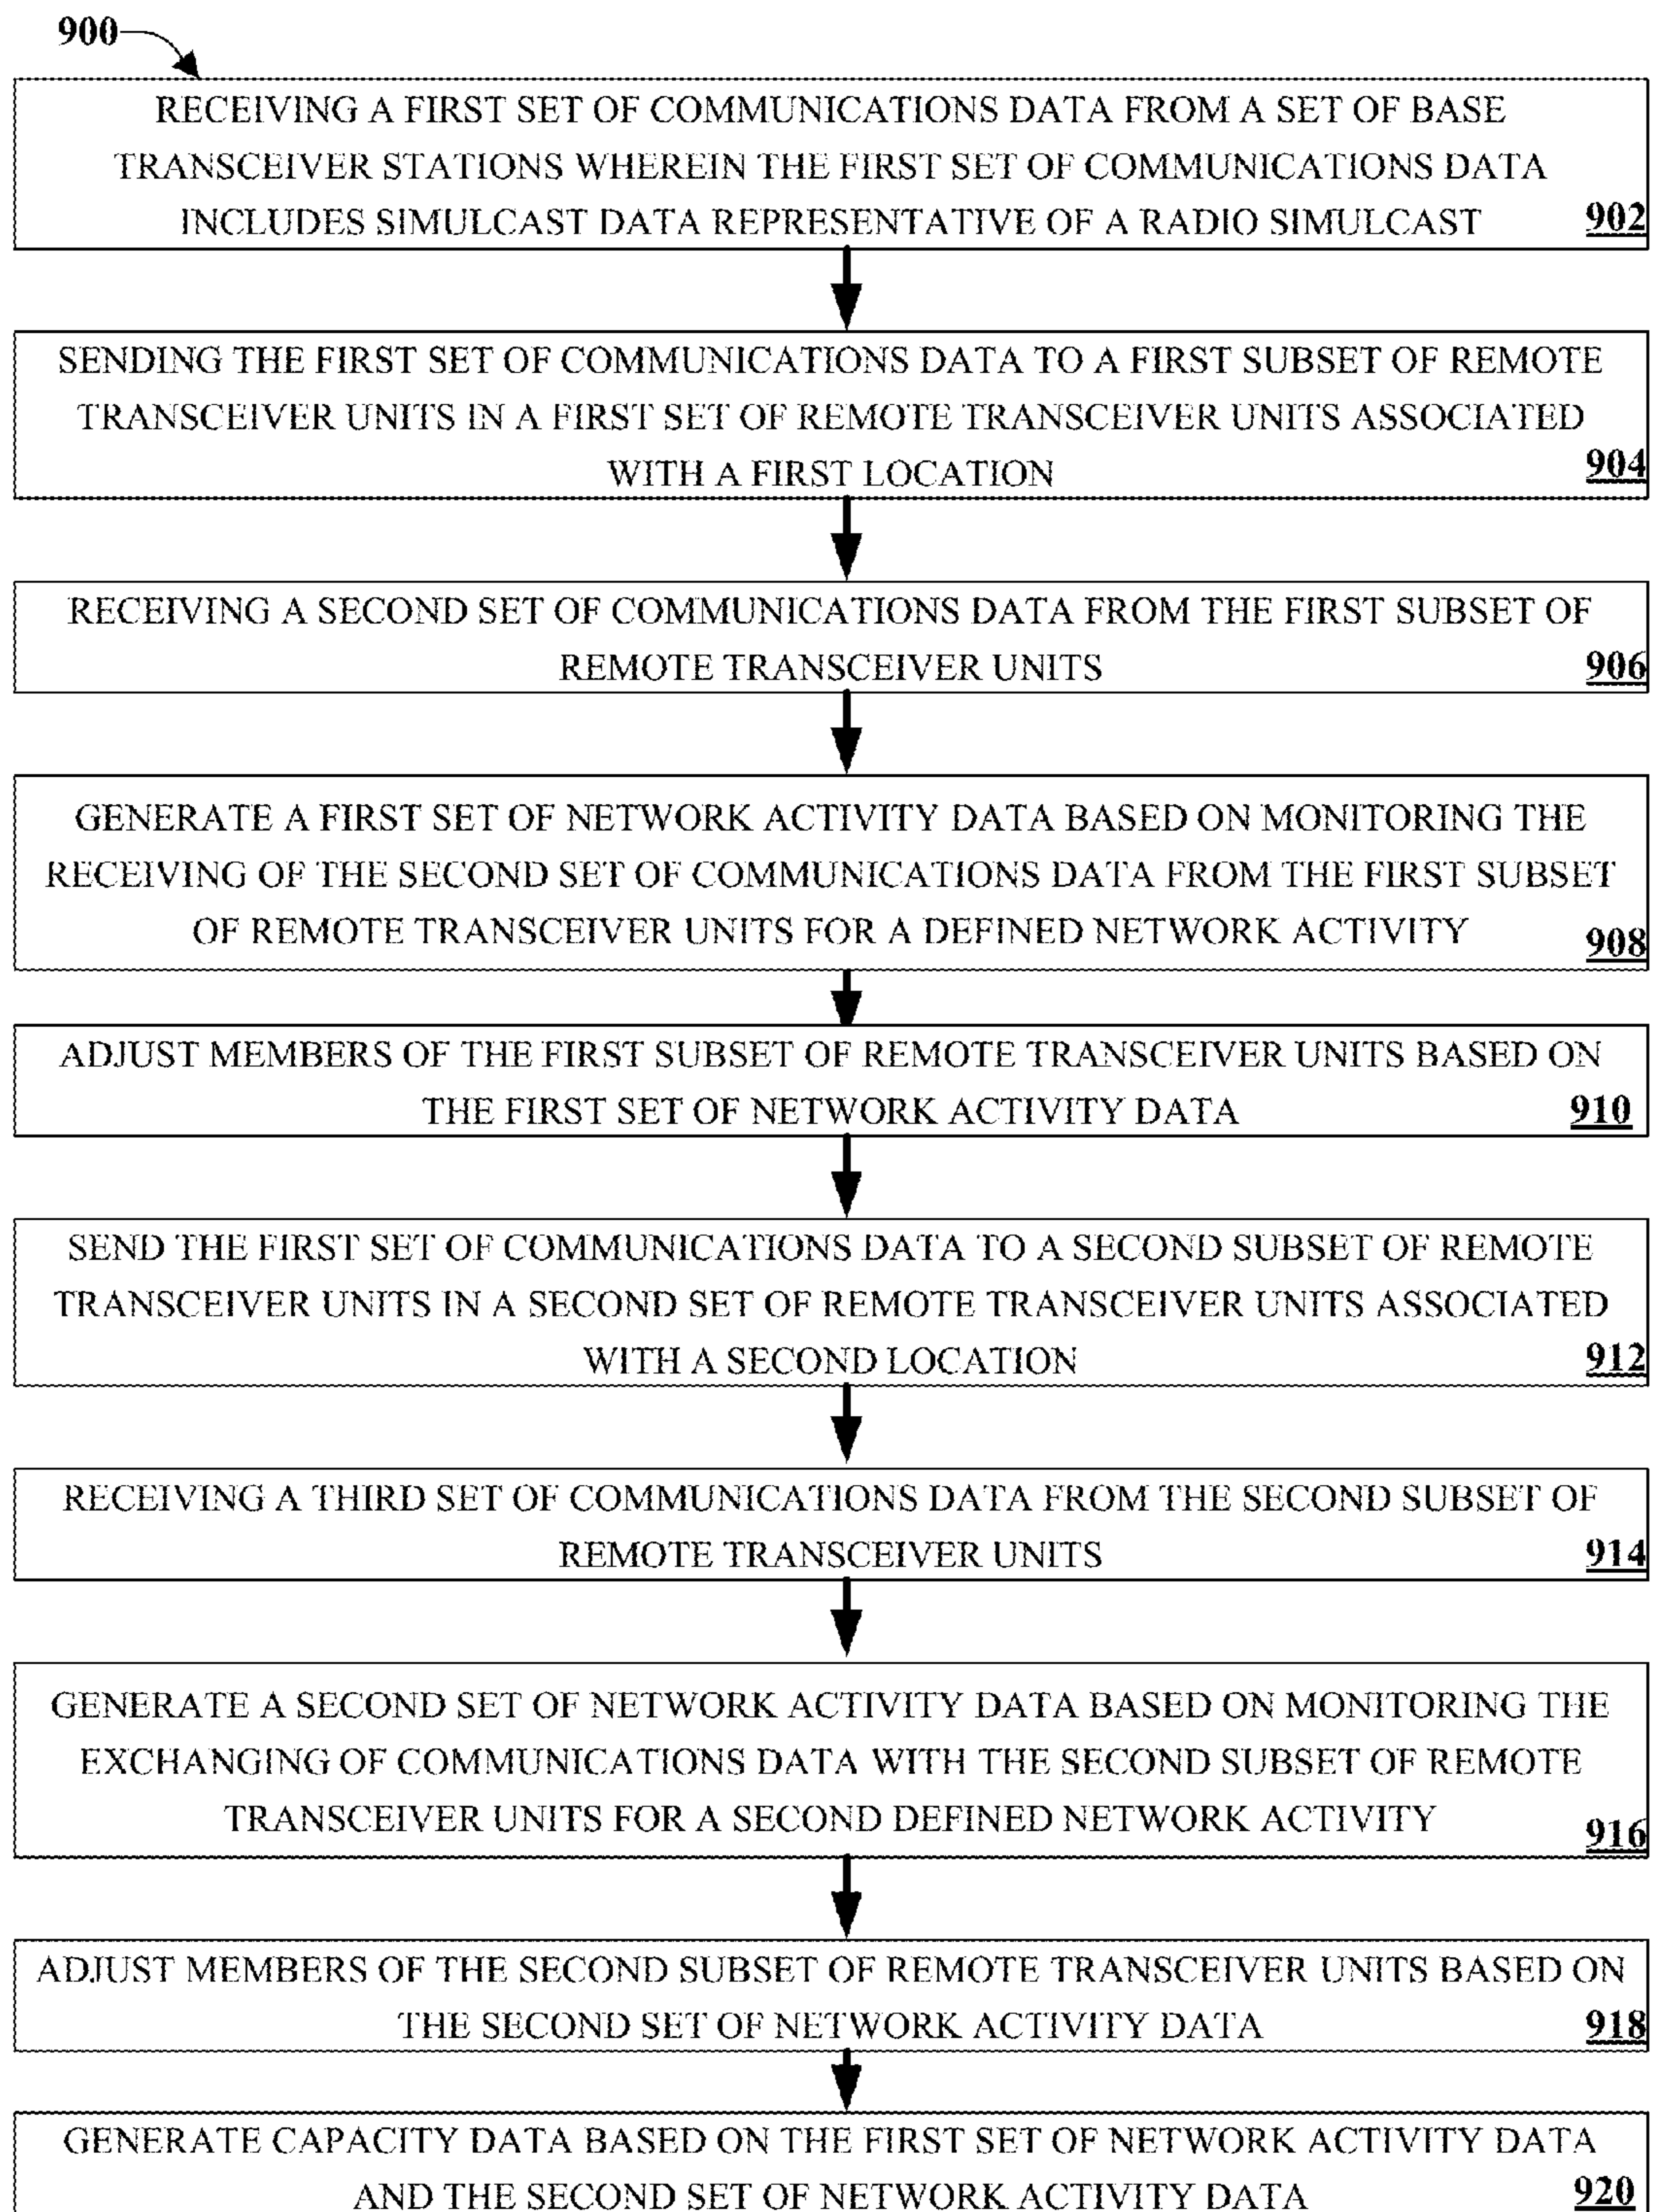 900
RECEIVING A FIRST SET OF COMMUNICATIONS DATA FROM A SET OF BASE
TRANSCEIVER STATIONS WHEREIN THE FIRST SET OF COMMUNICATIONS DATA
INCLUDES SIMULCAST DATA REPRESENTATIVE OF A RADIO SIMULCAST 902
SENDING THE FIRST SET OF COMMUNICATIONS DATA TO A FIRST SUBSET OF REMOTE
TRANSCEIVER UNITS IN A FIRST SET OF REMOTE TRANSCEIVER UNITS ASSOCIATED
WITH A FIRST LOCATION 904
RECEIVING A SECOND SET OF COMMUNICATIONS DATA FROM THE FIRST SUBSET OF
REMOTE TRANSCEIVER UNITS 906
GENERATE A FIRST SET OF NETWORK ACTIVITY DATA BASED ON MONITORING THE
RECEIVING OF THE SECOND SET OF COMMUNICATIONS DATA FROM THE FIRST SUBSET
OF REMOTE TRANSCEIVER UNITS FOR A DEFINED NETWORK ACTIVITY 908
ADJUST MEMBERS OF THE FIRST SUBSET OF REMOTE TRANSCEIVER UNITS BASED ON
THE FIRST SET OF NETWORK ACTIVITY DATA 910
SEND THE FIRST SET OF COMMUNICATIONS DATA TO A SECOND SUBSET OF REMOTE
TRANSCEIVER UNITS IN A SECOND SET OF REMOTE TRANSCEIVER UNITS ASSOCIATED
WITH A SECOND LOCATION 912
RECEIVING A THIRD SET OF COMMUNICATIONS DATA FROM THE SECOND SUBSET OF
REMOTE TRANSCEIVER UNITS 914
GENERATE A SECOND SET OF NETWORK ACTIVITY DATA BASED ON MONITORING THE
EXCHANGING OF COMMUNICATIONS DATA WITH THE SECOND SUBSET OF REMOTE
TRANSCEIVER UNITS FOR A SECOND DEFINED NETWORK ACTIVITY 916
ADJUST MEMBERS OF THE SECOND SUBSET OF REMOTE TRANSCEIVER UNITS BASED ON
THE SECOND SET OF NETWORK ACTIVITY DATA 918
GENERATE CAPACITY DATA BASED ON THE FIRST SET OF NETWORK ACTIVITY DATA
AND THE SECOND SET OF NETWORK ACTIVITY DATA 920